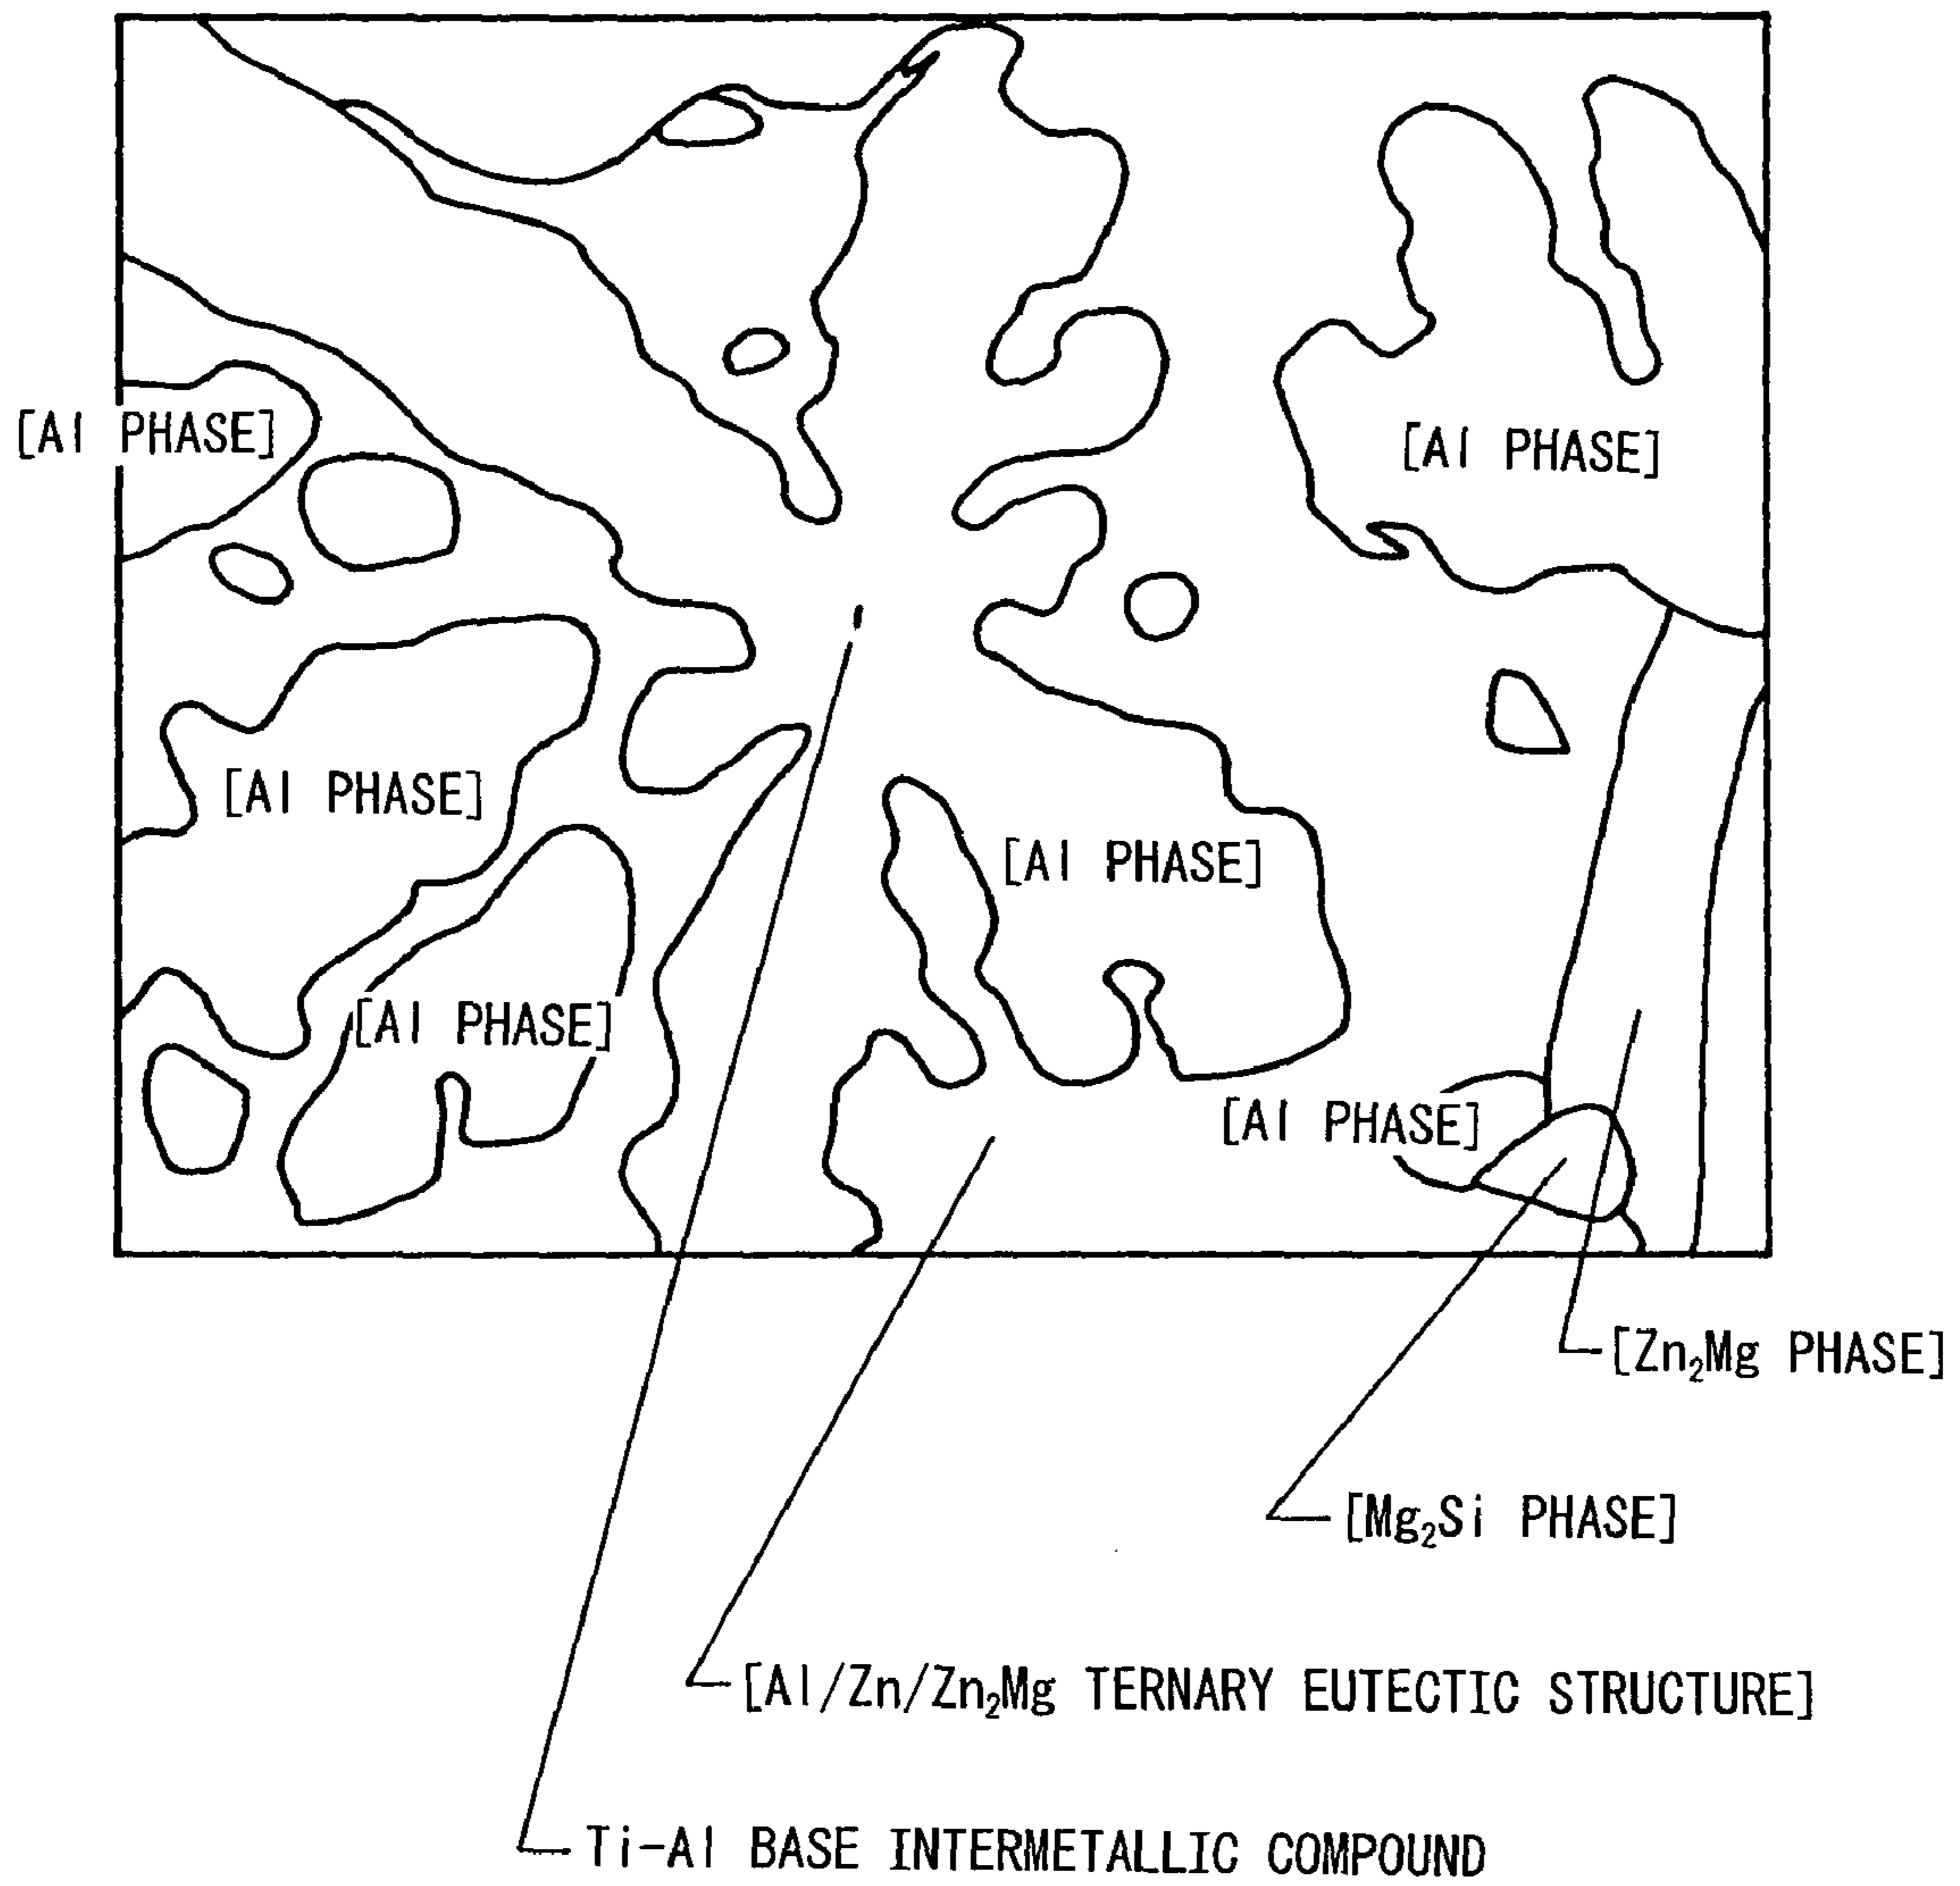 [Al PHASE]
[Al PHASE]
[Al PHASE]
[Al PHASE]
[Al PHASE]
[Al PHASE]
[Zn₂Mg PHASE]
[Mg₂Si PHASE]
[Al/Zn/Zn₂Mg TERNARY EUTECTIC STRUCTURE]
Ti-Al BASE INTERMETALLIC COMPOUND